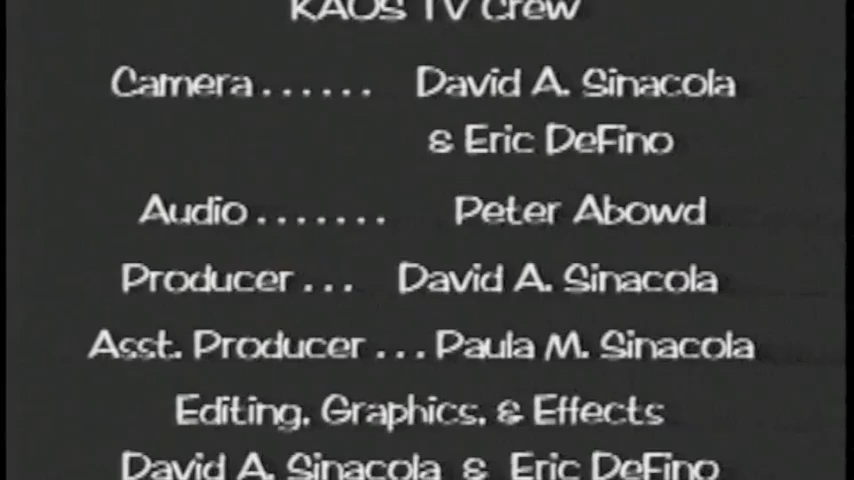 KAOS TV Crew
Camera...... David A. Sinacola
& Eric DeFino
Audio....... Peter Abowd
Producer... David A. Sinacola
Asst. Producer... Paula M. Sinacola
Editing, Graphics, & Effects
David A. Sinacola & Eric DeFino